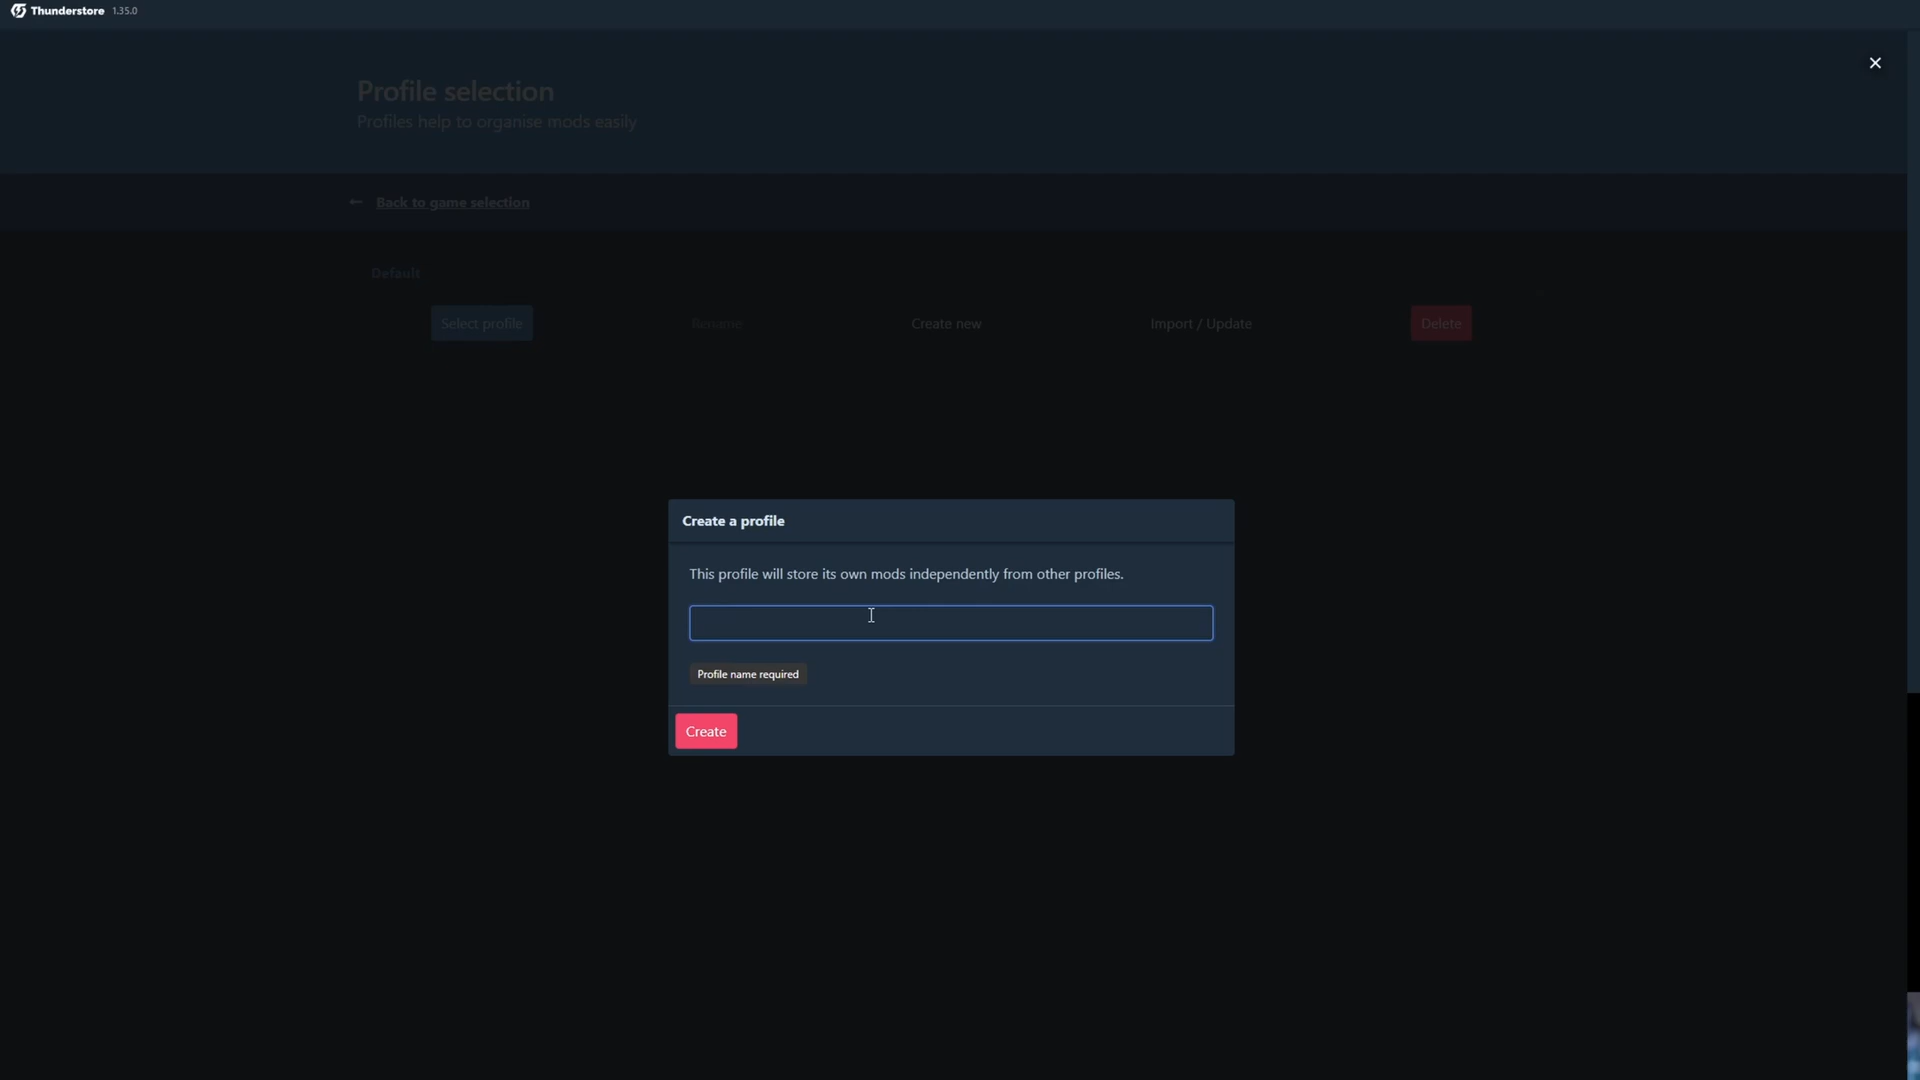 Thunderstore 1.35.0
Profile selection
Profiles help to organise mods easily
← Back to game selection
Default
Select profile Rename Create new Import / Update Delete
Create a profile
This profile will store its own mods independently from other profiles.
Profile name required
Create